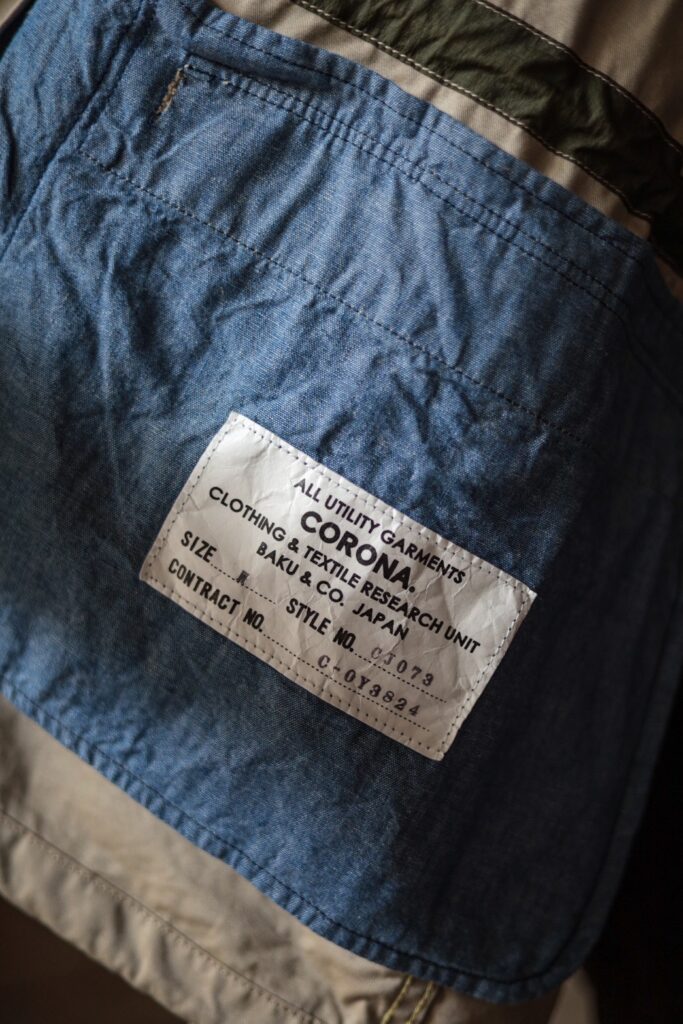 ALL UTILITY GARMENTS
CORONA.
CLOTHING & TEXTILE RESEARCH UNIT
BAKU & CO. JAPAN
SIZE M STYLE NO. CJ073
CONTRACT NO. C-0Y3824